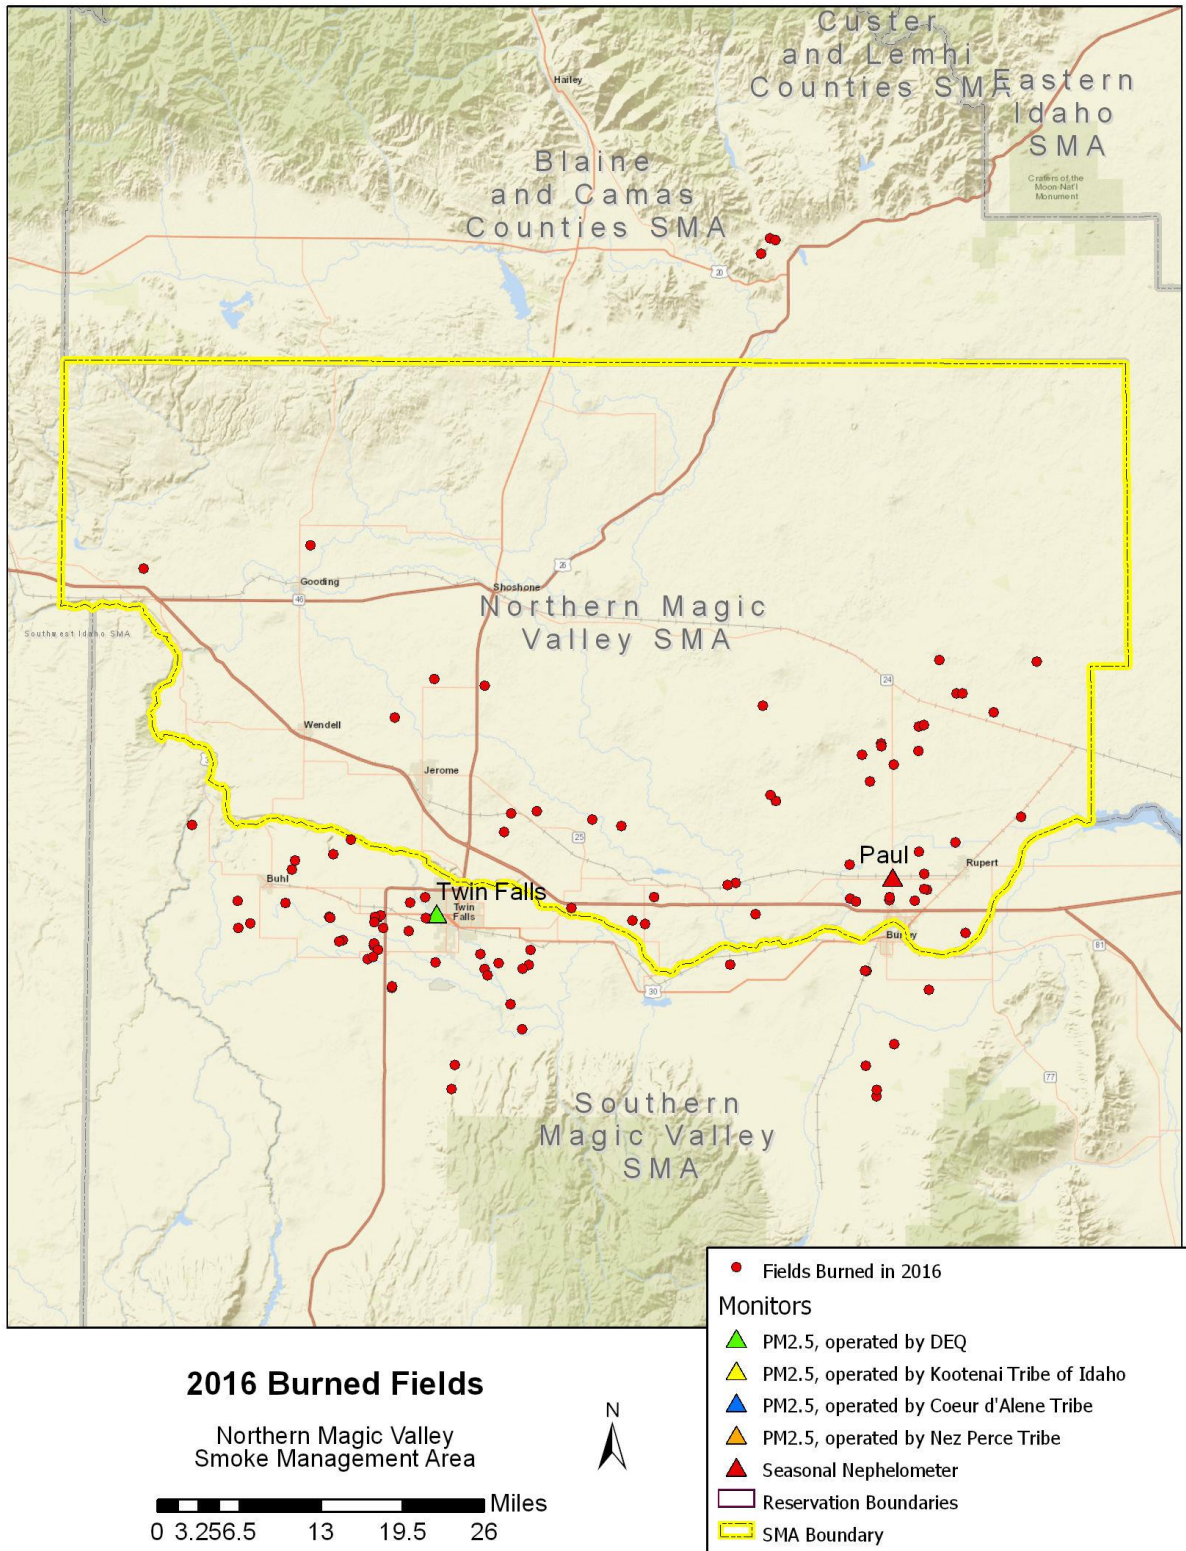 Custer
and Lemhi
Counties SMA
Eastern
Idaho
SMA
Hailey
Blaine
and Camas
Counties SMA
Craters of the
Moon Nat'l
Monument
20
26
Gooding
Shoshone
46
Northern Magic
Valley SMA
Southwest Idaho SMA
24
Wendell
Jerome
25
Paul
Rupert
Buhl
Twin Falls
Twin
Falls
Burley
81
30
77
Southern
Magic Valley
SMA
Fields Burned in 2016
Monitors
PM2.5, operated by DEQ
PM2.5, operated by Kootenai Tribe of Idaho
PM2.5, operated by Coeur d'Alene Tribe
PM2.5, operated by Nez Perce Tribe
Seasonal Nephelometer
Reservation Boundaries
SMA Boundary
2016 Burned Fields
Northern Magic Valley
Smoke Management Area
N
Miles
0 3.256.5 13 19.5 26